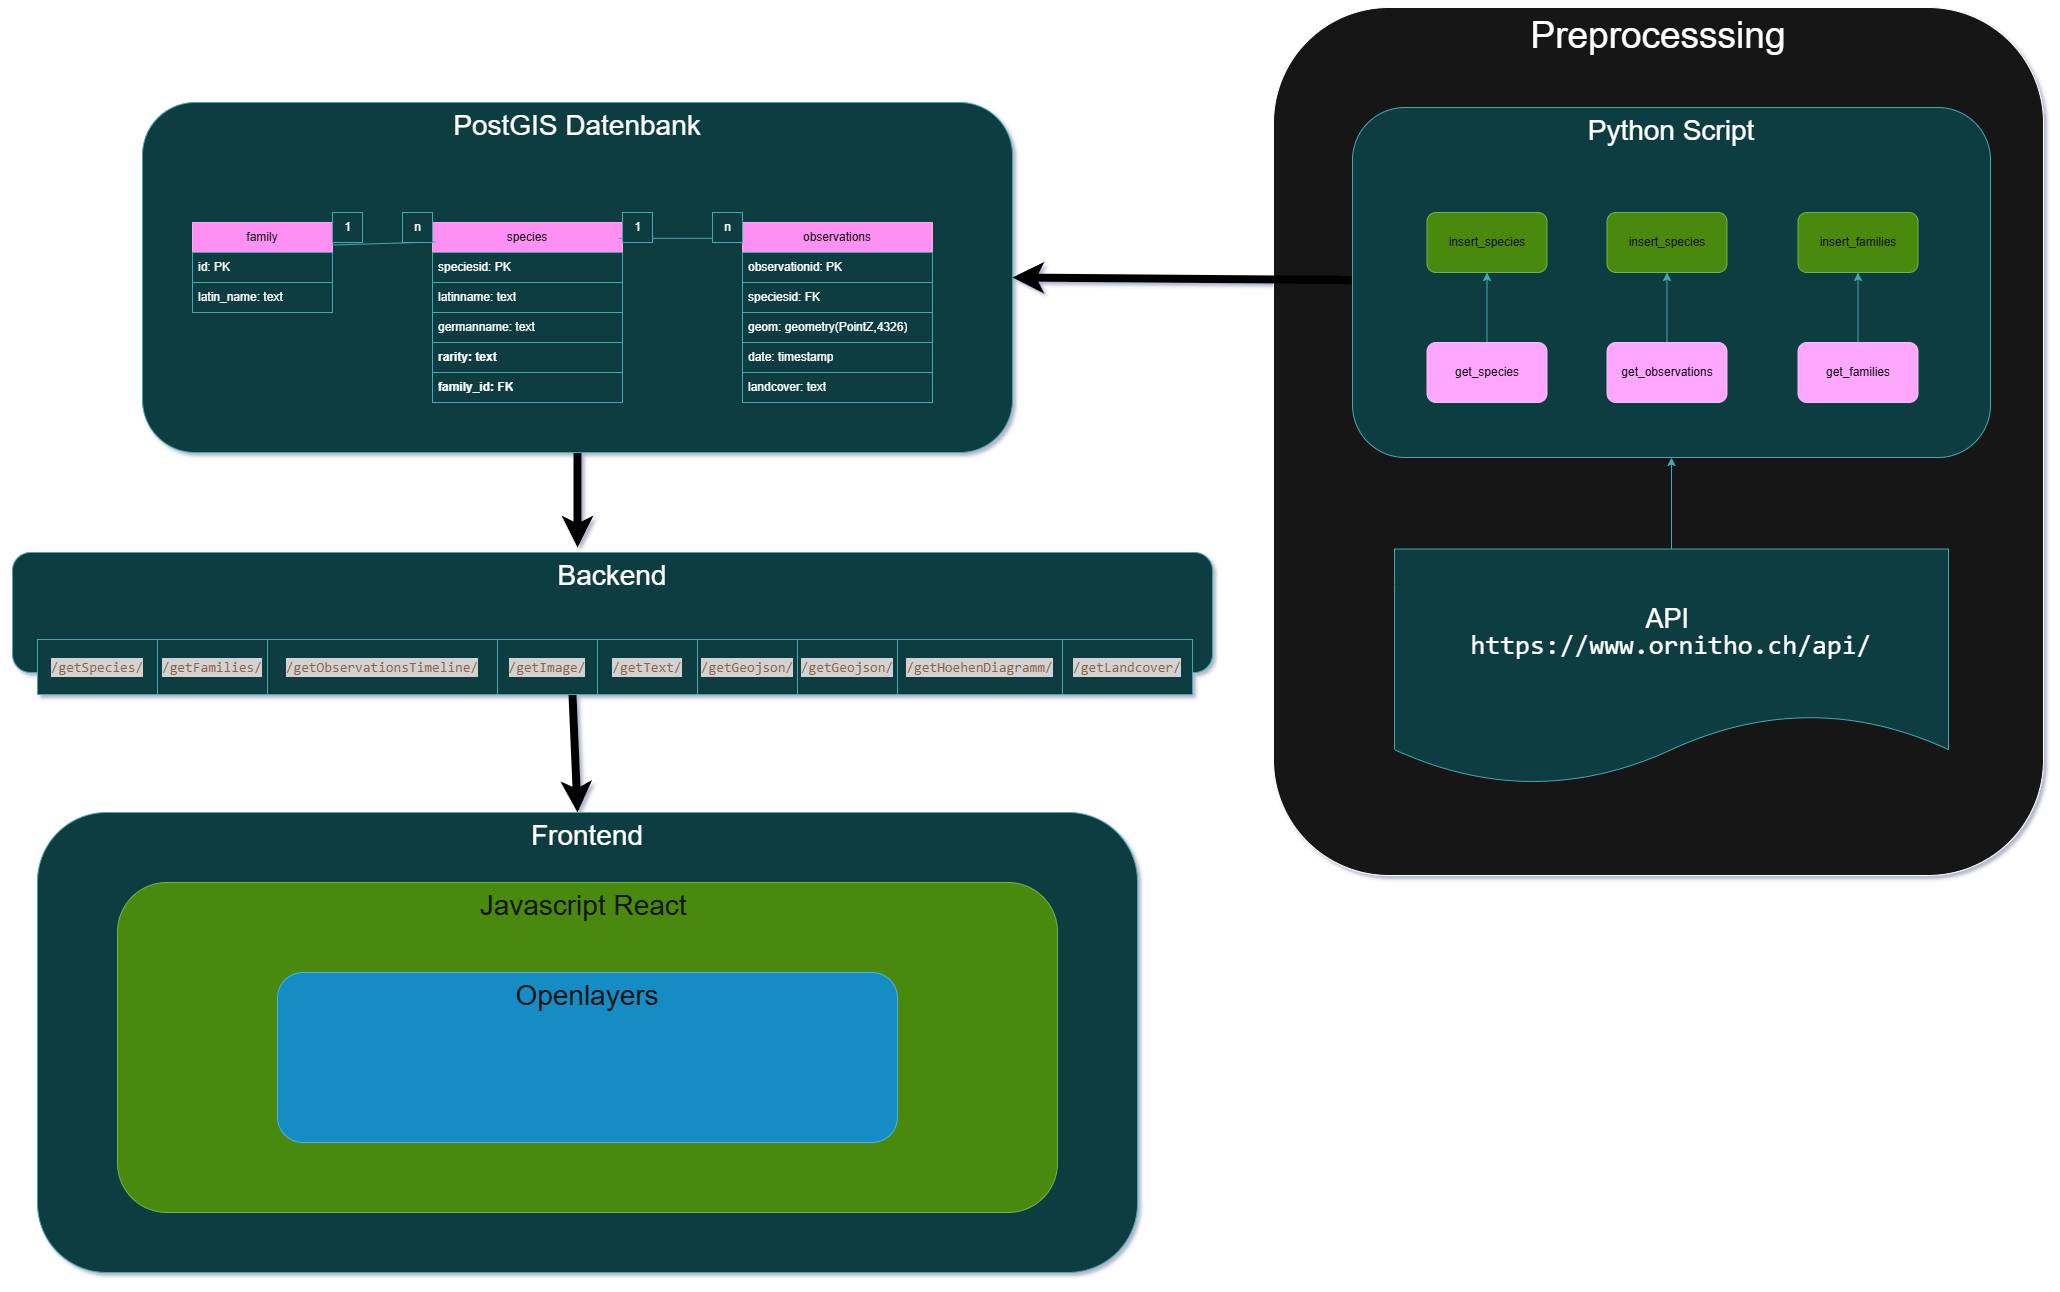 Preprocesssing
Python Script
insert_species
insert_species
insert_families
get_species
get_observations
get_families
API
https://www.ornitho.ch/api/
PostGIS Datenbank
family
1
n
species
1
n
observations
id: PK
latin_name: text
speciesid: PK
latinname: text
germanname: text
rarity: text
family_id: FK
observationid: PK
speciesid: FK
geom: geometry(PointZ,4326)
date: timestamp
landcover: text
Backend
/getSpecies/
/getFamilies/
/getObservationsTimeline/
/getImage/
/getText/
/getGeojson/
/getGeojson/
/getHoehenDiagramm/
/getLandcover/
Frontend
Javascript React
Openlayers